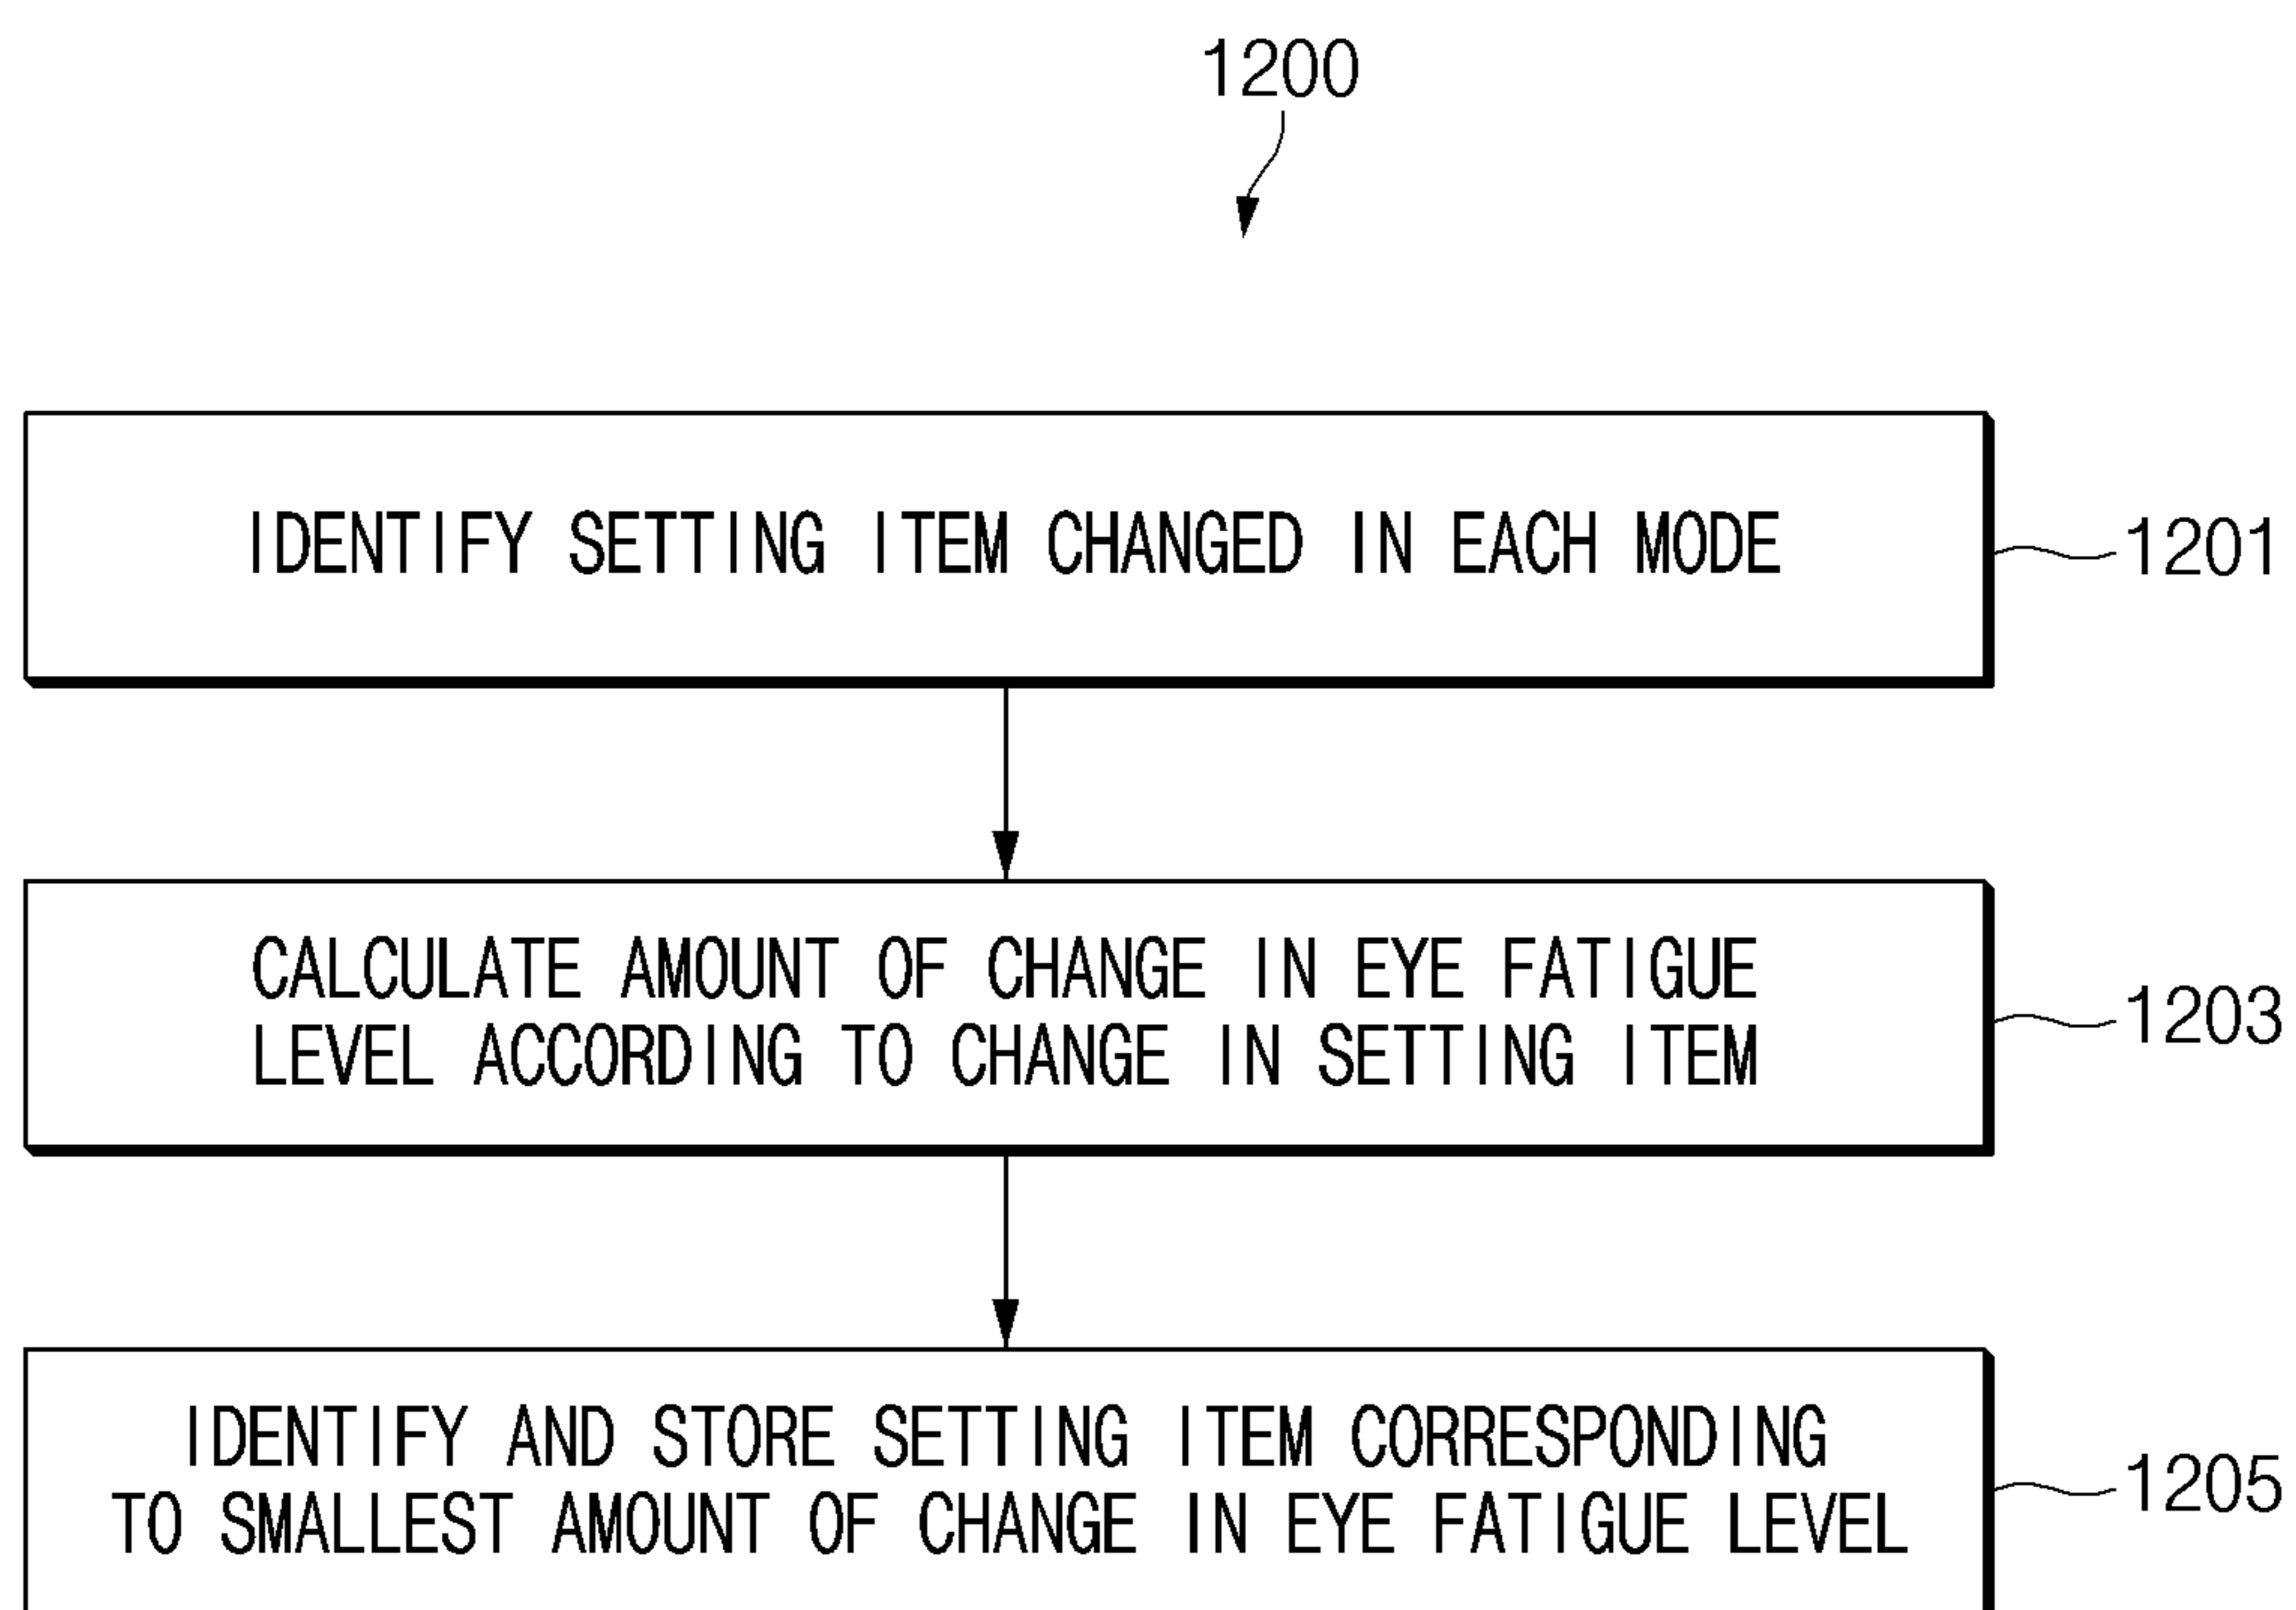 1200
IDENTIFY SETTING ITEM CHANGED IN EACH MODE
1201
CALCULATE AMOUNT OF CHANGE IN EYE FATIGUE
LEVEL ACCORDING TO CHANGE IN SETTING ITEM
1203
IDENTIFY AND STORE SETTING ITEM CORRESPONDING
TO SMALLEST AMOUNT OF CHANGE IN EYE FATIGUE LEVEL
1205